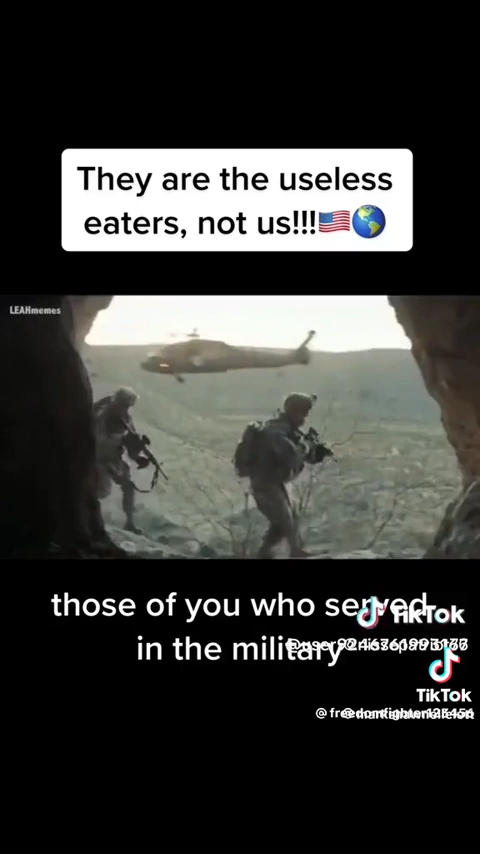 They are the useless
eaters, not us!!!🇺🇸🌎
LEAHmemes
those of you who served
in the military
TikTok
TikTok